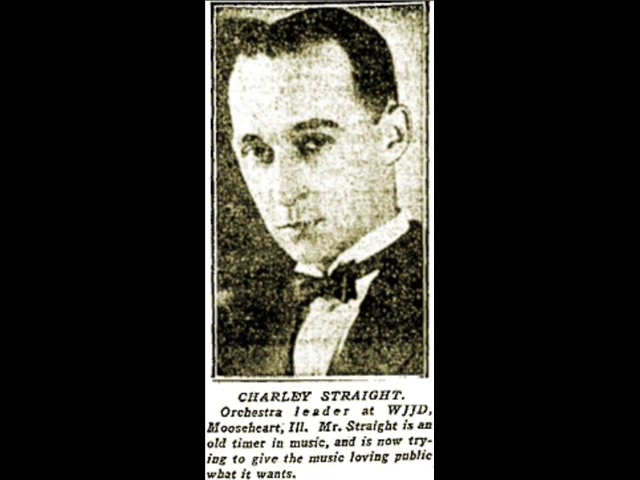 CHARLEY STRAIGHT.
Orchestra leader at WJJD,
Mooseheart, Ill. Mr. Straight is an
old timer in music, and is now try-
ing to give the music loving public
what it wants.